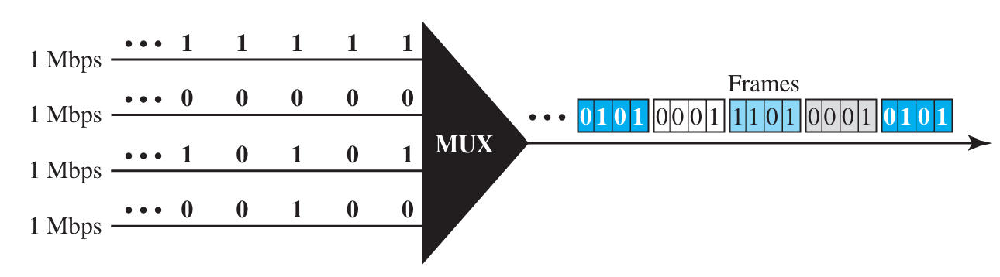 ••• 1 1 1 1 1
1 Mbps
••• 0 0 0 0 0
1 Mbps
••• 1 0 1 0 1
1 Mbps
••• 0 0 1 0 0
1 Mbps
MUX
Frames
••• 0101 0001 1101 0001 0101